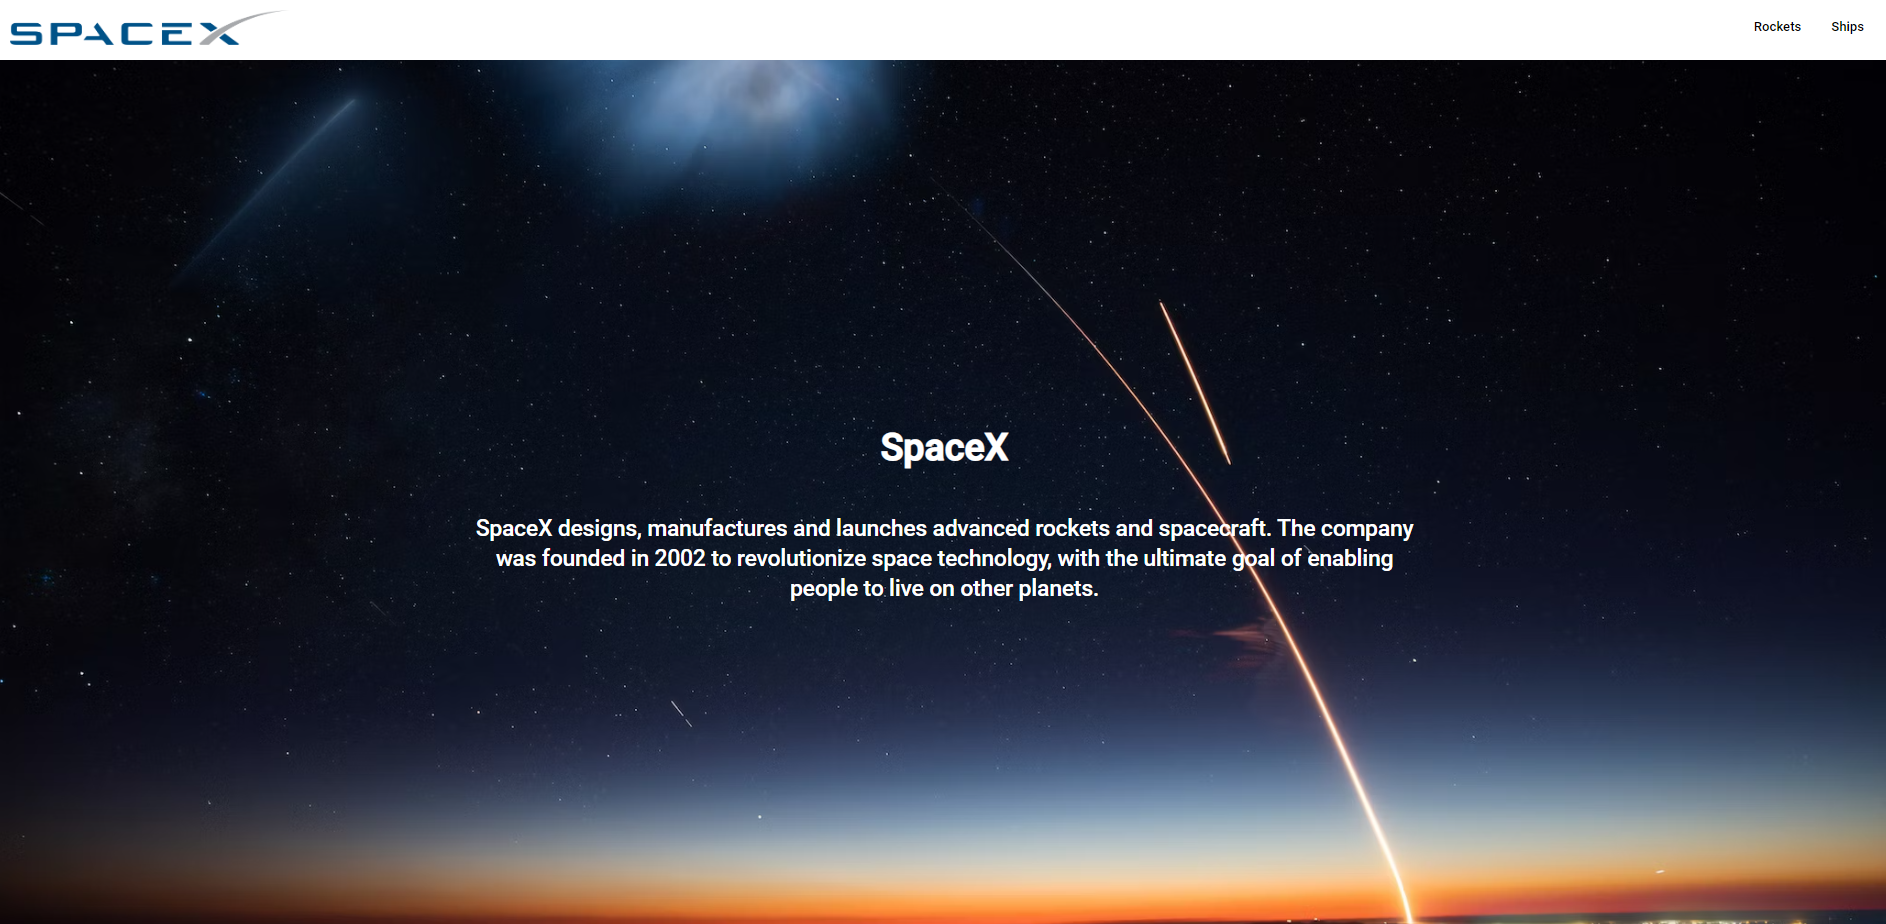 SPACEX
Rockets
Ships
SpaceX
SpaceX designs, manufactures and launches advanced rockets and spacecraft. The company
was founded in 2002 to revolutionize space technology, with the ultimate goal of enabling
people to live on other planets.